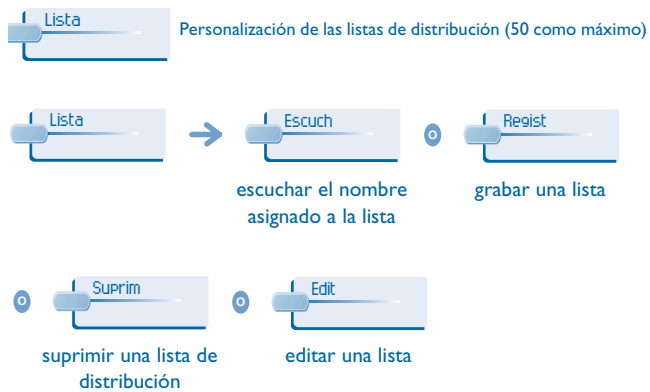 Lista
Personalización de las listas de distribución (50 como máximo)
Lista
Escuch
o
Regist
escuchar el nombre
asignado a la lista
grabar una lista
o
Suprim
o
Edit
suprimir una lista de
distribución
editar una lista